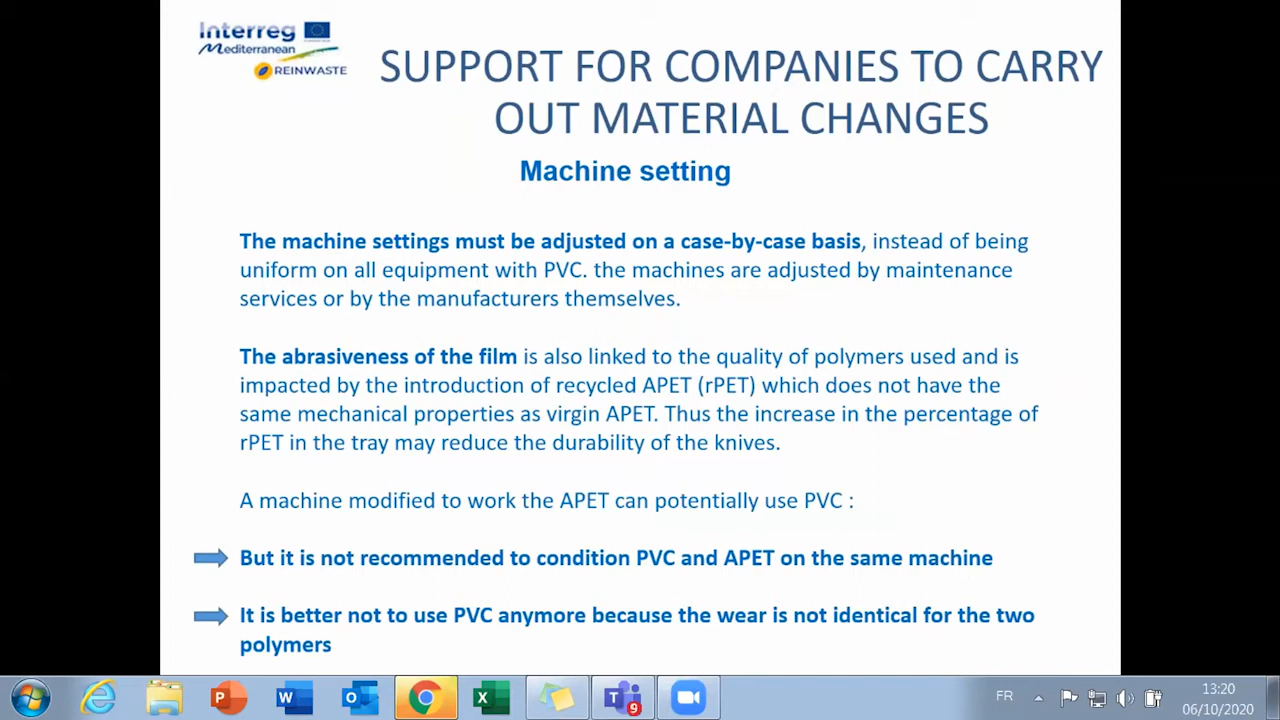 Interreg
Mediterranean
REINWASTE
SUPPORT FOR COMPANIES TO CARRY
OUT MATERIAL CHANGES
Machine setting
The machine settings must be adjusted on a case-by-case basis, instead of being
uniform on all equipment with PVC. the machines are adjusted by maintenance
services or by the manufacturers themselves.
The abrasiveness of the film is also linked to the quality of polymers used and is
impacted by the introduction of recycled APET (rPET) which does not have the
same mechanical properties as virgin APET. Thus the increase in the percentage of
rPET in the tray may reduce the durability of the knives.
A machine modified to work the APET can potentially use PVC :
But it is not recommended to condition PVC and APET on the same machine
It is better not to use PVC anymore because the wear is not identical for the two
polymers
FR
13:20
06/10/2020
9